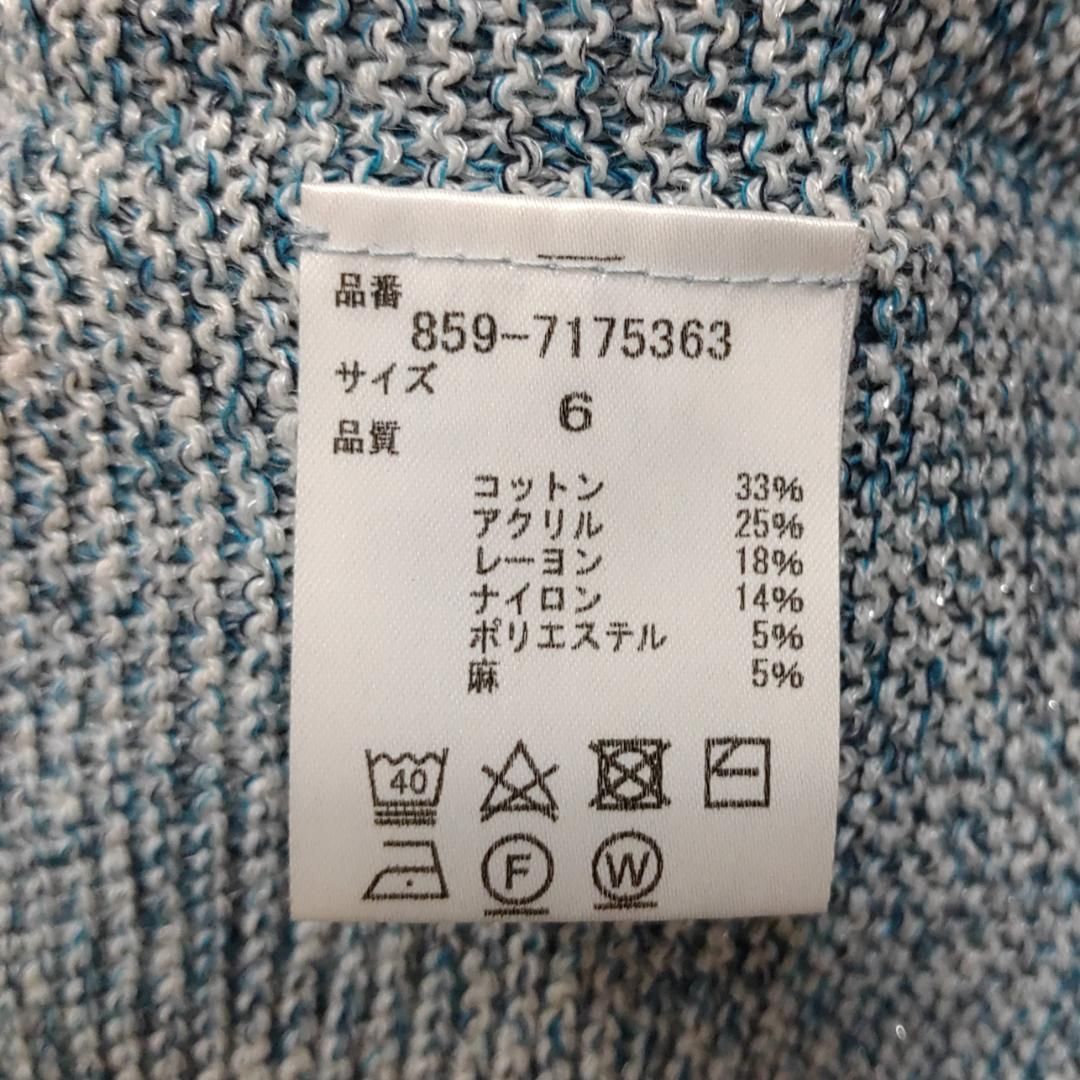 品番
859-7175363
サイズ
6
品質
コットン 33%
アクリル 25%
レーヨン 18%
ナイロン 14%
ポリエステル 5%
麻 5%
40
F W